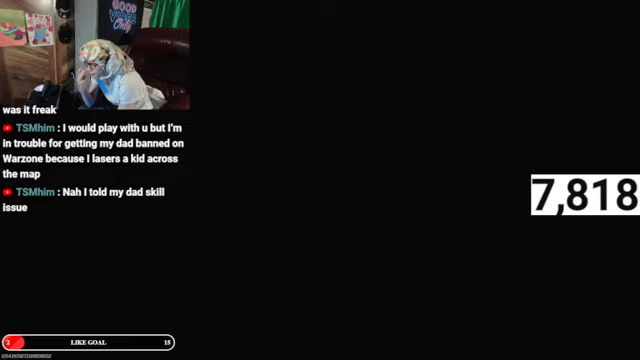 GOOD
VIBES
Only
was it freak
TSMhim : I would play with u but I'm
in trouble for getting my dad banned on
Warzone because I lasers a kid across
the map
TSMhim : Nah I told my dad skill
issue
7,818
2 LIKE GOAL 15